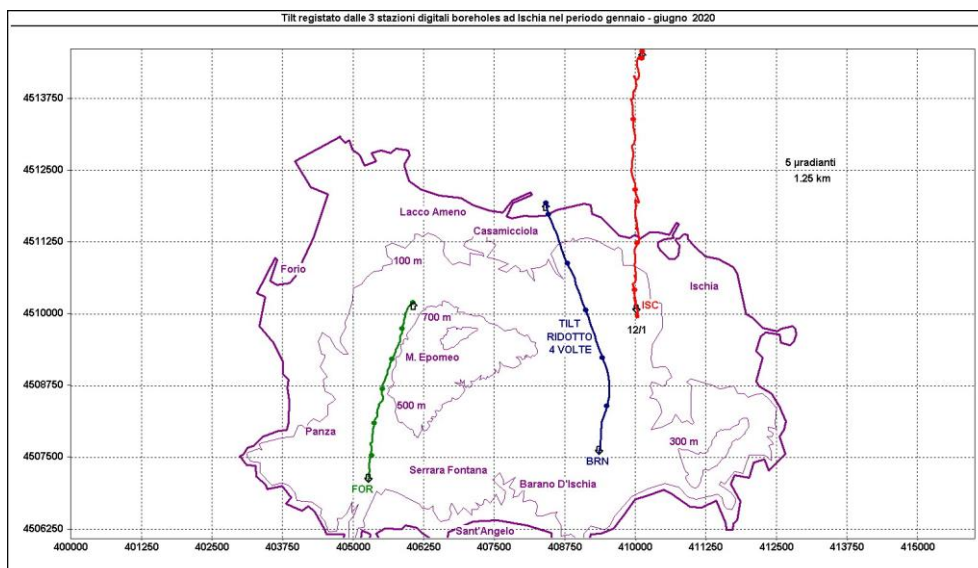 Tilt registato dalle 3 stazioni digitali boreholes ad Ischia nel periodo gennaio - giugno 2020
4513750
4512500
4511250
4510000
4508750
4507500
4506250
400000
401250
402500
403750
405000
406250
407500
408750
410000
411250
412500
413750
415000
5 µradianti
1.25 km
Lacco Ameno
Casamicciola
100 m
Forio
Ischia
ISC
12/1
700 m
TILT
RIDOTTO
4 VOLTE
M. Epomeo
500 m
Panza
300 m
Serrara Fontana
BRN
FOR
Barano D'Ischia
Sant'Angelo